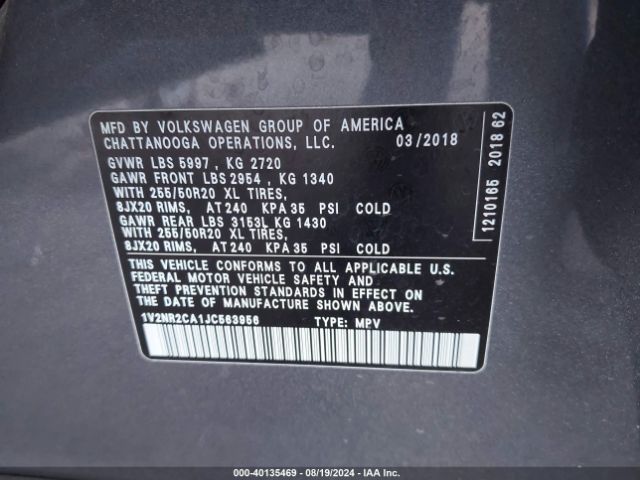 MFD BY VOLKSWAGEN GROUP OF AMERICA
CHATTANOOGA OPERATIONS, LLC. 03/2018
GVWR LBS 5997 , KG 2720
GAWR FRONT LBS 2954 , KG 1340
WITH 255/50R20 XL TIRES,
8JX20 RIMS, AT 240 KPA 35 PSI COLD
GAWR REAR LBS 3153L KG 1430
WITH 255/50R20 XL TIRES,
8JX20 RIMS, AT 240 KPA 35 PSI COLD
THIS VEHICLE CONFORMS TO ALL APPLICABLE U.S.
FEDERAL MOTOR VEHICLE SAFETY AND
THEFT PREVENTION STANDARDS IN EFFECT ON
THE DATE OF MANUFACTURE SHOWN ABOVE.
1V2NR2CA1JC563956 TYPE: MPV
1210165 2018 62
000-40135469 - 08/19/2024 - IAA Inc.